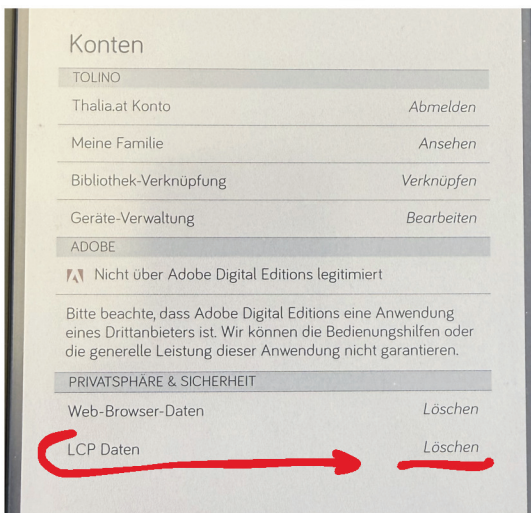 Konten
TOLINO
Thalia.at Konto Abmelden
Meine Familie Ansehen
Bibliothek-Verknüpfung Verknüpfen
Geräte-Verwaltung Bearbeiten
ADOBE
Nicht über Adobe Digital Editions legitimiert
Bitte beachte, dass Adobe Digital Editions eine Anwendung
eines Drittanbieters ist. Wir können die Bedienungshilfen oder
die generelle Leistung dieser Anwendung nicht garantieren.
PRIVATSPHÄRE & SICHERHEIT
Web-Browser-Daten Löschen
LCP Daten Löschen